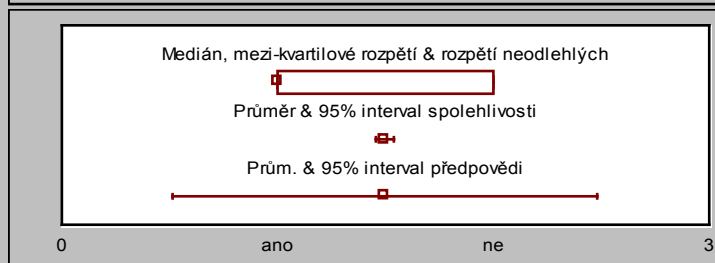 Medián, mezi-kvartilové rozpětí & rozpětí neodlehlých
Průměr & 95% interval spolehlivosti
Prům. & 95% interval předpovědi
0 ano ne 3